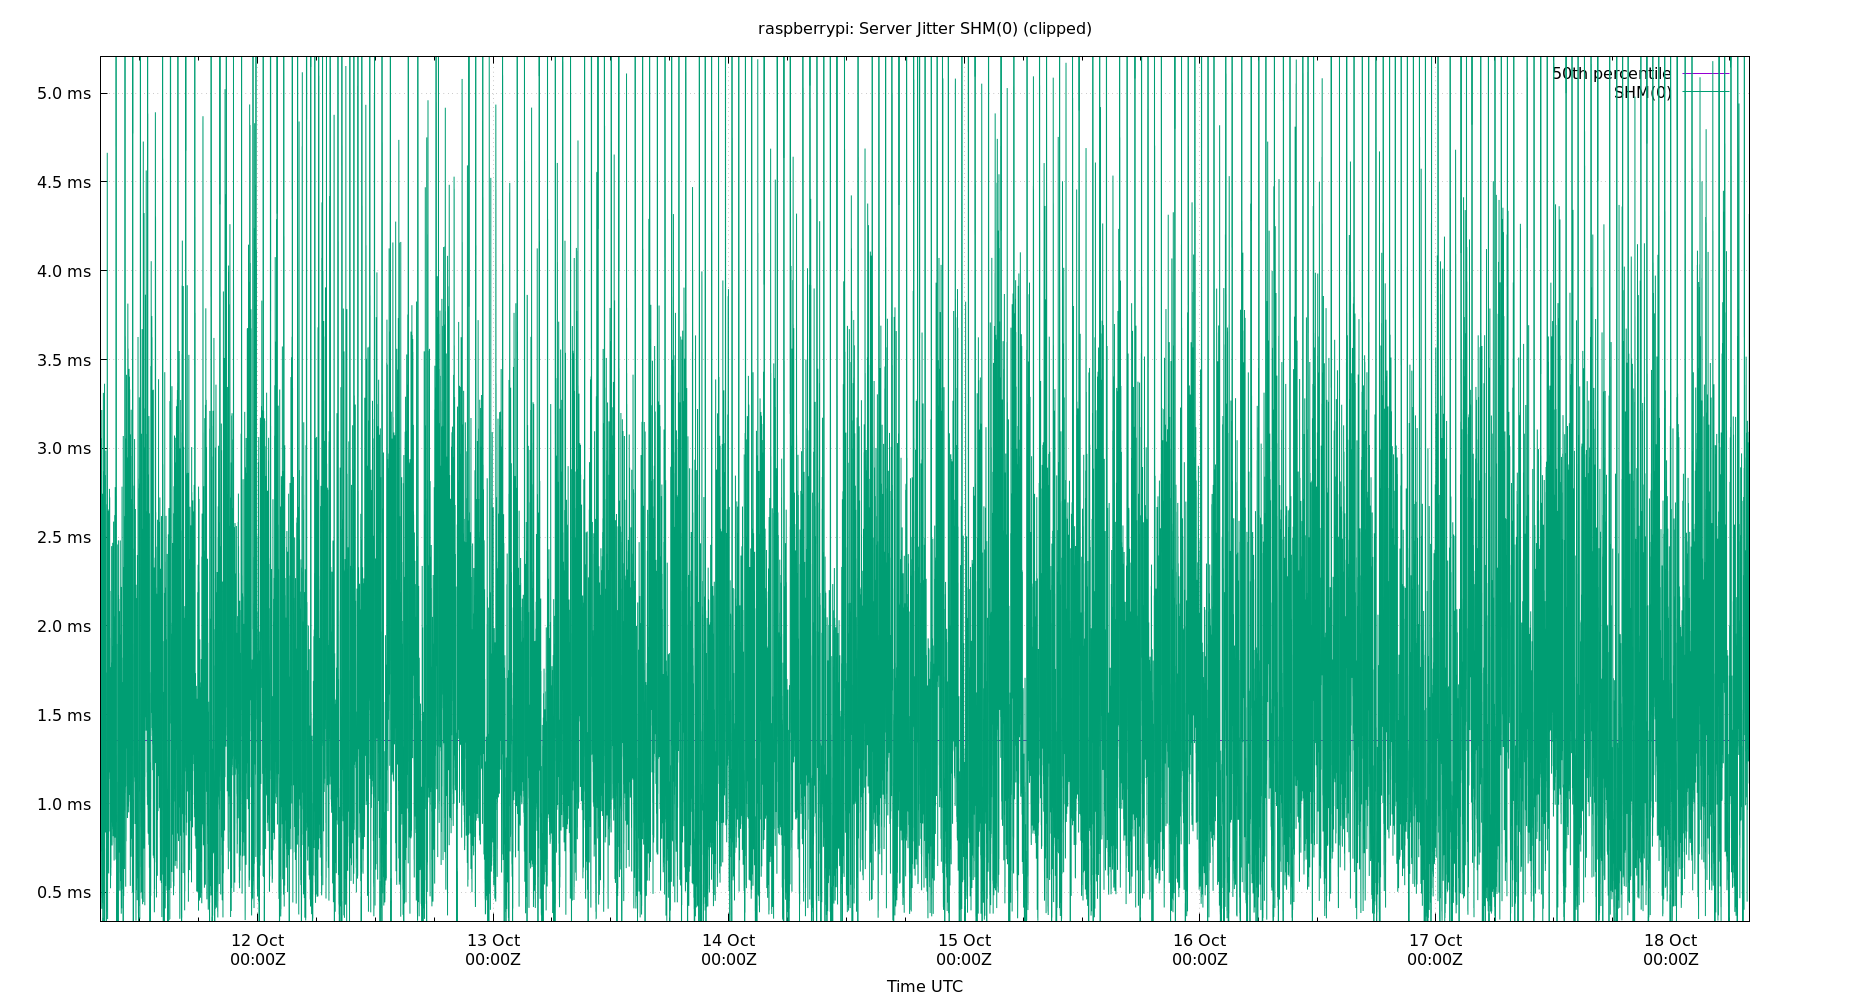 raspberrypi: Server Jitter SHM(0) (clipped)
50th percentile
SHM(0)
5.0 ms
4.5 ms
4.0 ms
3.5 ms
3.0 ms
2.5 ms
2.0 ms
1.5 ms
1.0 ms
0.5 ms
12 Oct 13 Oct 14 Oct 15 Oct 16 Oct 17 Oct 18 Oct
00:00Z 00:00Z 00:00Z 00:00Z 00:00Z 00:00Z 00:00Z
Time UTC